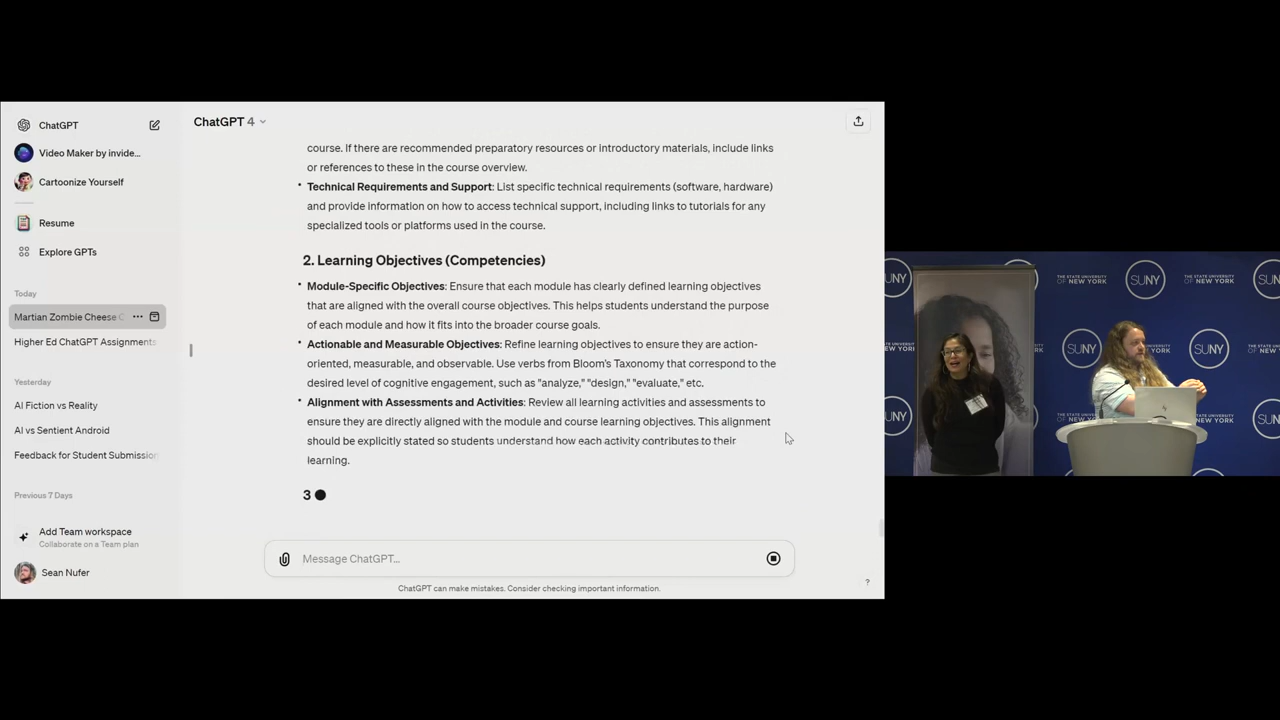 ChatGPT
Video Maker by invide...
Cartoonize Yourself
Resume
Explore GPTs
Today
Martian Zombie Cheese C
Higher Ed ChatGPT Assignments
Yesterday
AI Fiction vs Reality
AI vs Sentient Android
Feedback for Student Submission
Previous 7 Days
Add Team workspace
Collaborate on a Team plan
Sean Nufer
ChatGPT 4
course. If there are recommended preparatory resources or introductory materials, include links
or references to these in the course overview.
• Technical Requirements and Support: List specific technical requirements (software, hardware)
and provide information on how to access technical support, including links to tutorials for any
specialized tools or platforms used in the course.
2. Learning Objectives (Competencies)
• Module-Specific Objectives: Ensure that each module has clearly defined learning objectives
that are aligned with the overall course objectives. This helps students understand the purpose
of each module and how it fits into the broader course goals.
• Actionable and Measurable Objectives: Refine learning objectives to ensure they are action-
oriented, measurable, and observable. Use verbs from Bloom's Taxonomy that correspond to the
desired level of cognitive engagement, such as "analyze," "design," "evaluate," etc.
• Alignment with Assessments and Activities: Review all learning activities and assessments to
ensure they are directly aligned with the module and course learning objectives. This alignment
should be explicitly stated so students understand how each activity contributes to their
learning.
3
Message ChatGPT...
ChatGPT can make mistakes. Consider checking important information.
?
SUNY
THE STATE UNIVERSITY
OF NEW YORK
SUNY
THE STATE UNIVERSITY
OF NEW YORK
SUNY
SUNY
SUNY
SUNY